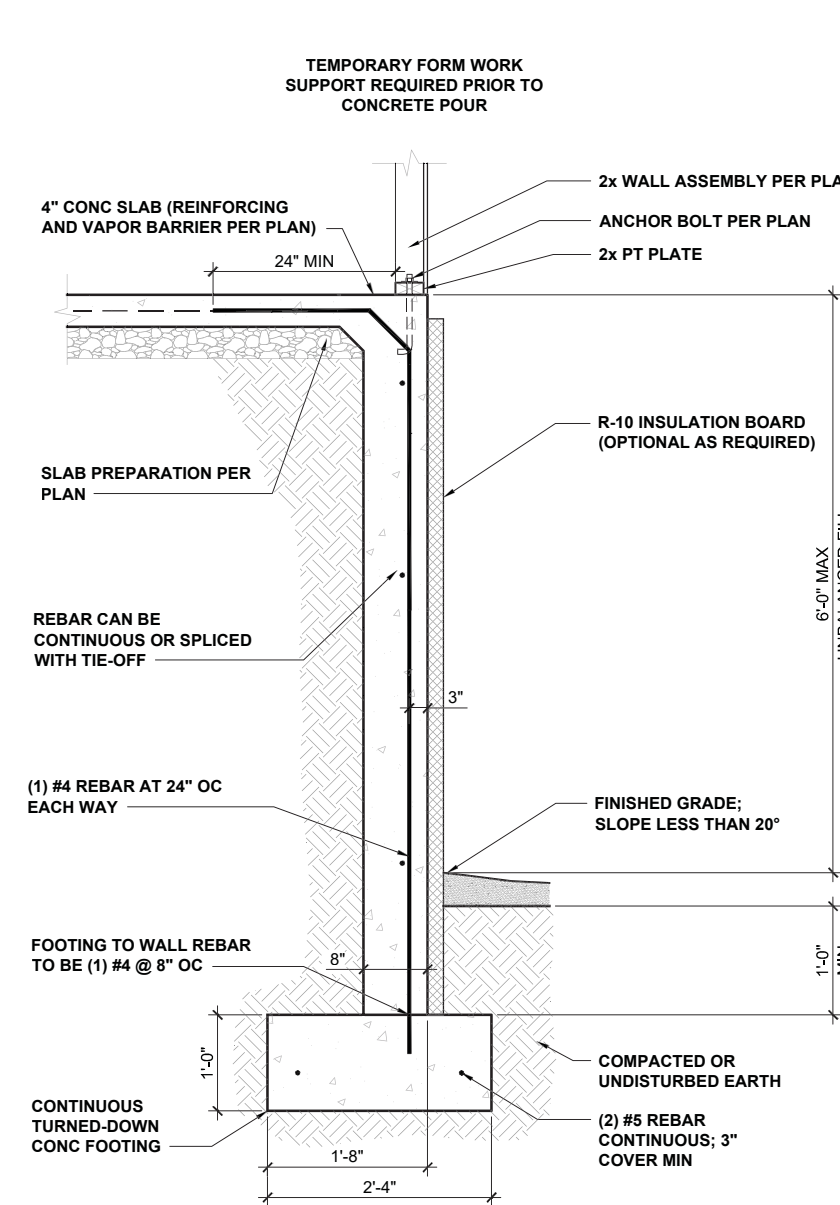 TEMPORARY FORM WORK
SUPPORT REQUIRED PRIOR TO
CONCRETE POUR
2x WALL ASSEMBLY PER
4" CONC SLAB (REINFORCING
AND VAPOR BARRIER PER PLAN)
ANCHOR BOLT PER PLAN
24" MIN
2x PT PLATE
R-10 INSULATION BOARD
(OPTIONAL AS REQUIRED)
SLAB PREPARATION PER
PLAN
6'-0" MAX
REBAR CAN BE
CONTINUOUS OR SPLICED
WITH TIE-OFF
3"
(1) #4 REBAR AT 24" OC
EACH WAY
FINISHED GRADE;
SLOPE LESS THAN 20°
FOOTING TO WALL REBAR
TO BE (1) #4 @ 8" OC
8"
1'-0"
MIN
1'-0"
COMPACTED OR
UNDISTURBED EARTH
CONTINUOUS
TURNED-DOWN
CONC FOOTING
(2) #5 REBAR
CONTINUOUS; 3"
COVER MIN
1'-8"
2'-4"